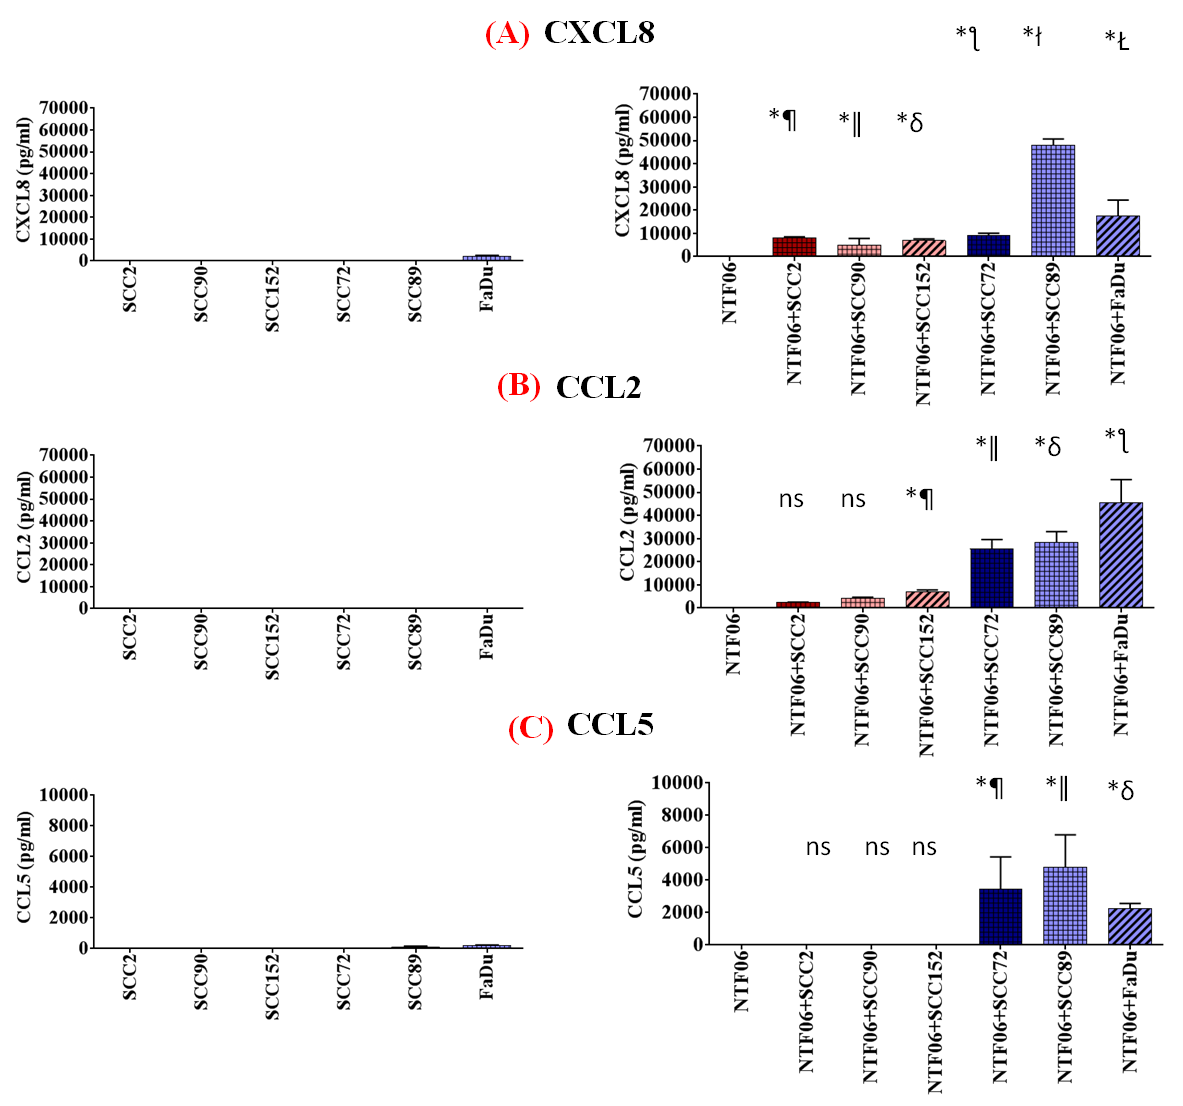 (A) CXCL8
*ƪ *ł *Ł
70000
60000
50000
40000
30000
20000
10000
0
CXCL8 (pg/ml)
SCC2
SCC90
SCC152
SCC72
SCC89
FaDu
*¶ *‖ *δ
70000
60000
50000
40000
30000
20000
10000
0
CXCL8 (pg/ml)
NTF06
NTF06+SCC2
NTF06+SCC90
NTF06+SCC152
NTF06+SCC72
NTF06+SCC89
NTF06+FaDu
(B) CCL2
70000
60000
50000
40000
30000
20000
10000
0
CCL2 (pg/ml)
SCC2
SCC90
SCC152
SCC72
SCC89
FaDu
*‖ *δ *ƪ
ns ns *¶
70000
60000
50000
40000
30000
20000
10000
0
CCL2 (pg/ml)
NTF06
NTF06+SCC2
NTF06+SCC90
NTF06+SCC152
NTF06+SCC72
NTF06+SCC89
NTF06+FaDu
(C) CCL5
10000
8000
6000
4000
2000
0
CCL5 (pg/ml)
SCC2
SCC90
SCC152
SCC72
SCC89
FaDu
*¶ *‖ *δ
ns ns ns
10000
8000
6000
4000
2000
0
CCL5 (pg/ml)
NTF06
NTF06+SCC2
NTF06+SCC90
NTF06+SCC152
NTF06+SCC72
NTF06+SCC89
NTF06+FaDu